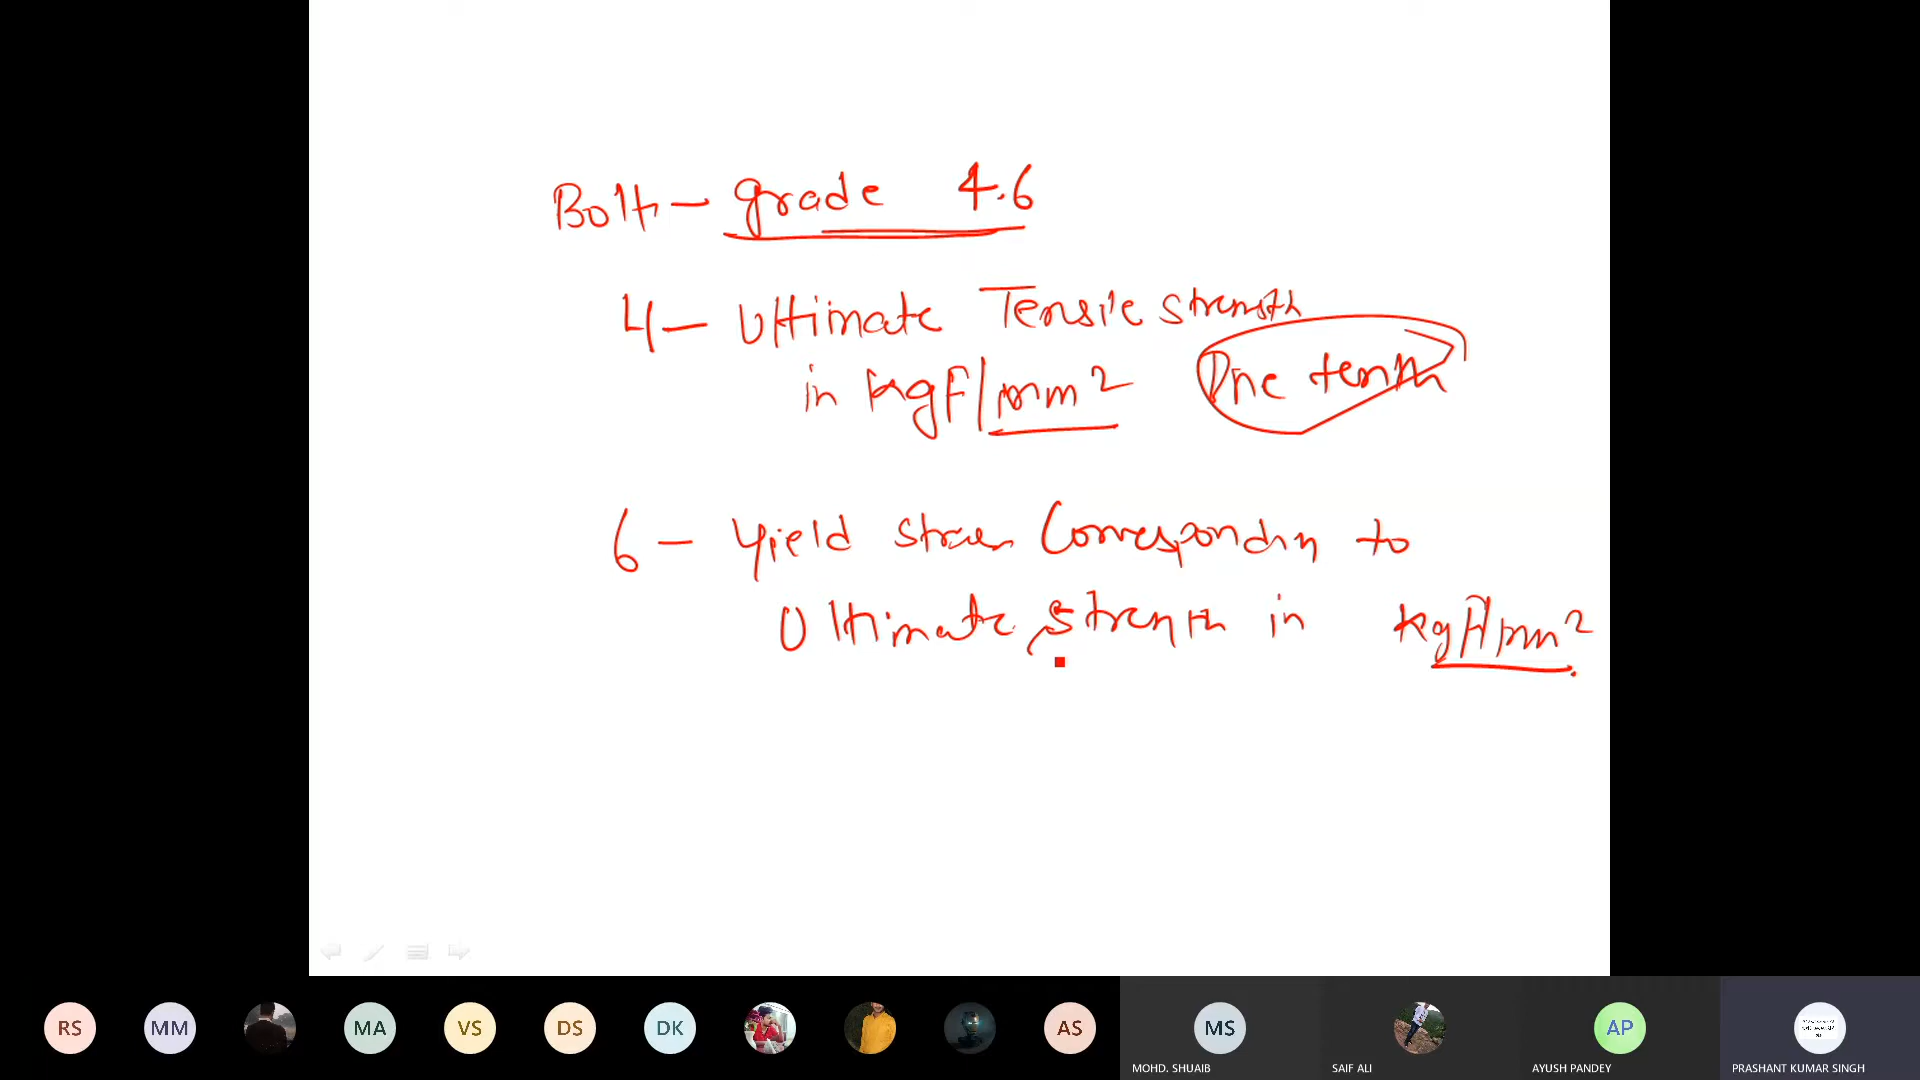 Bolt - grade 4.6
4 - Ultimate Tensile strength
in kgF/mm² One tenth
6 - Yield stress Corresponding to
Ultimate strength in kgF/mm²
RS MM MA VS DS DK AS MS AP
MOHD. SHUAIB SAIF ALI AYUSH PANDEY PRASHANT KUMAR SINGH